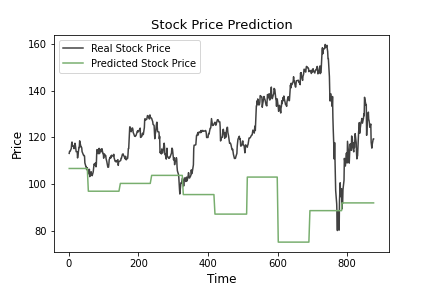 Stock Price Prediction
Real Stock Price
Predicted Stock Price
160
140
120
100
80
Price
0 200 400 600 800
Time